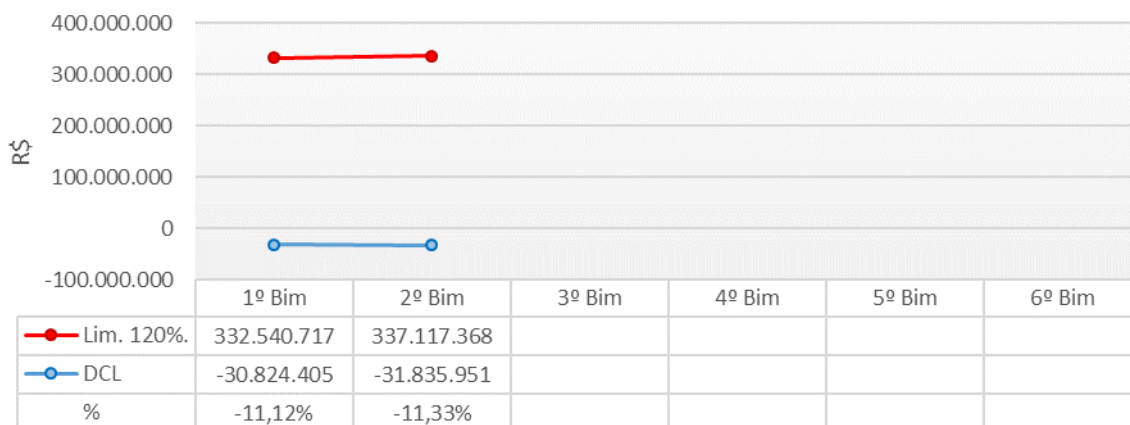 400.000.000
300.000.000
200.000.000
100.000.000
0
-100.000.000
R$
1º Bim 2º Bim 3º Bim 4º Bim 5º Bim 6º Bim
Lim. 120%. 332.540.717 337.117.368
DCL -30.824.405 -31.835.951
% -11,12% -11,33%